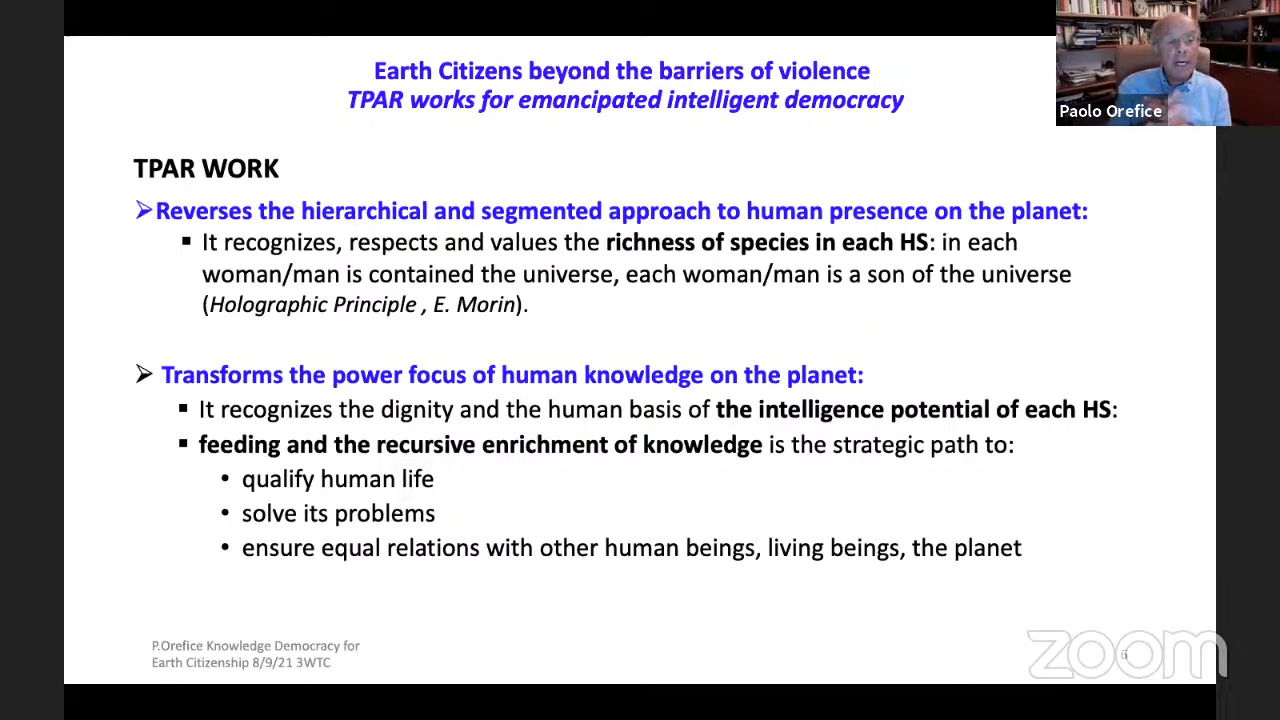 Earth Citizens beyond the barriers of violence
TPAR works for emancipated intelligent democracy
Paolo Orefice
TPAR WORK
➢Reverses the hierarchical and segmented approach to human presence on the planet:
▪ It recognizes, respects and values the richness of species in each HS: in each
woman/man is contained the universe, each woman/man is a son of the universe
(Holographic Principle , E. Morin).
➢ Transforms the power focus of human knowledge on the planet:
▪ It recognizes the dignity and the human basis of the intelligence potential of each HS:
▪ feeding and the recursive enrichment of knowledge is the strategic path to:
• qualify human life
• solve its problems
• ensure equal relations with other human beings, living beings, the planet
P.Orefice Knowledge Democracy for
Earth Citizenship 8/9/21 3WTC
6
zoom